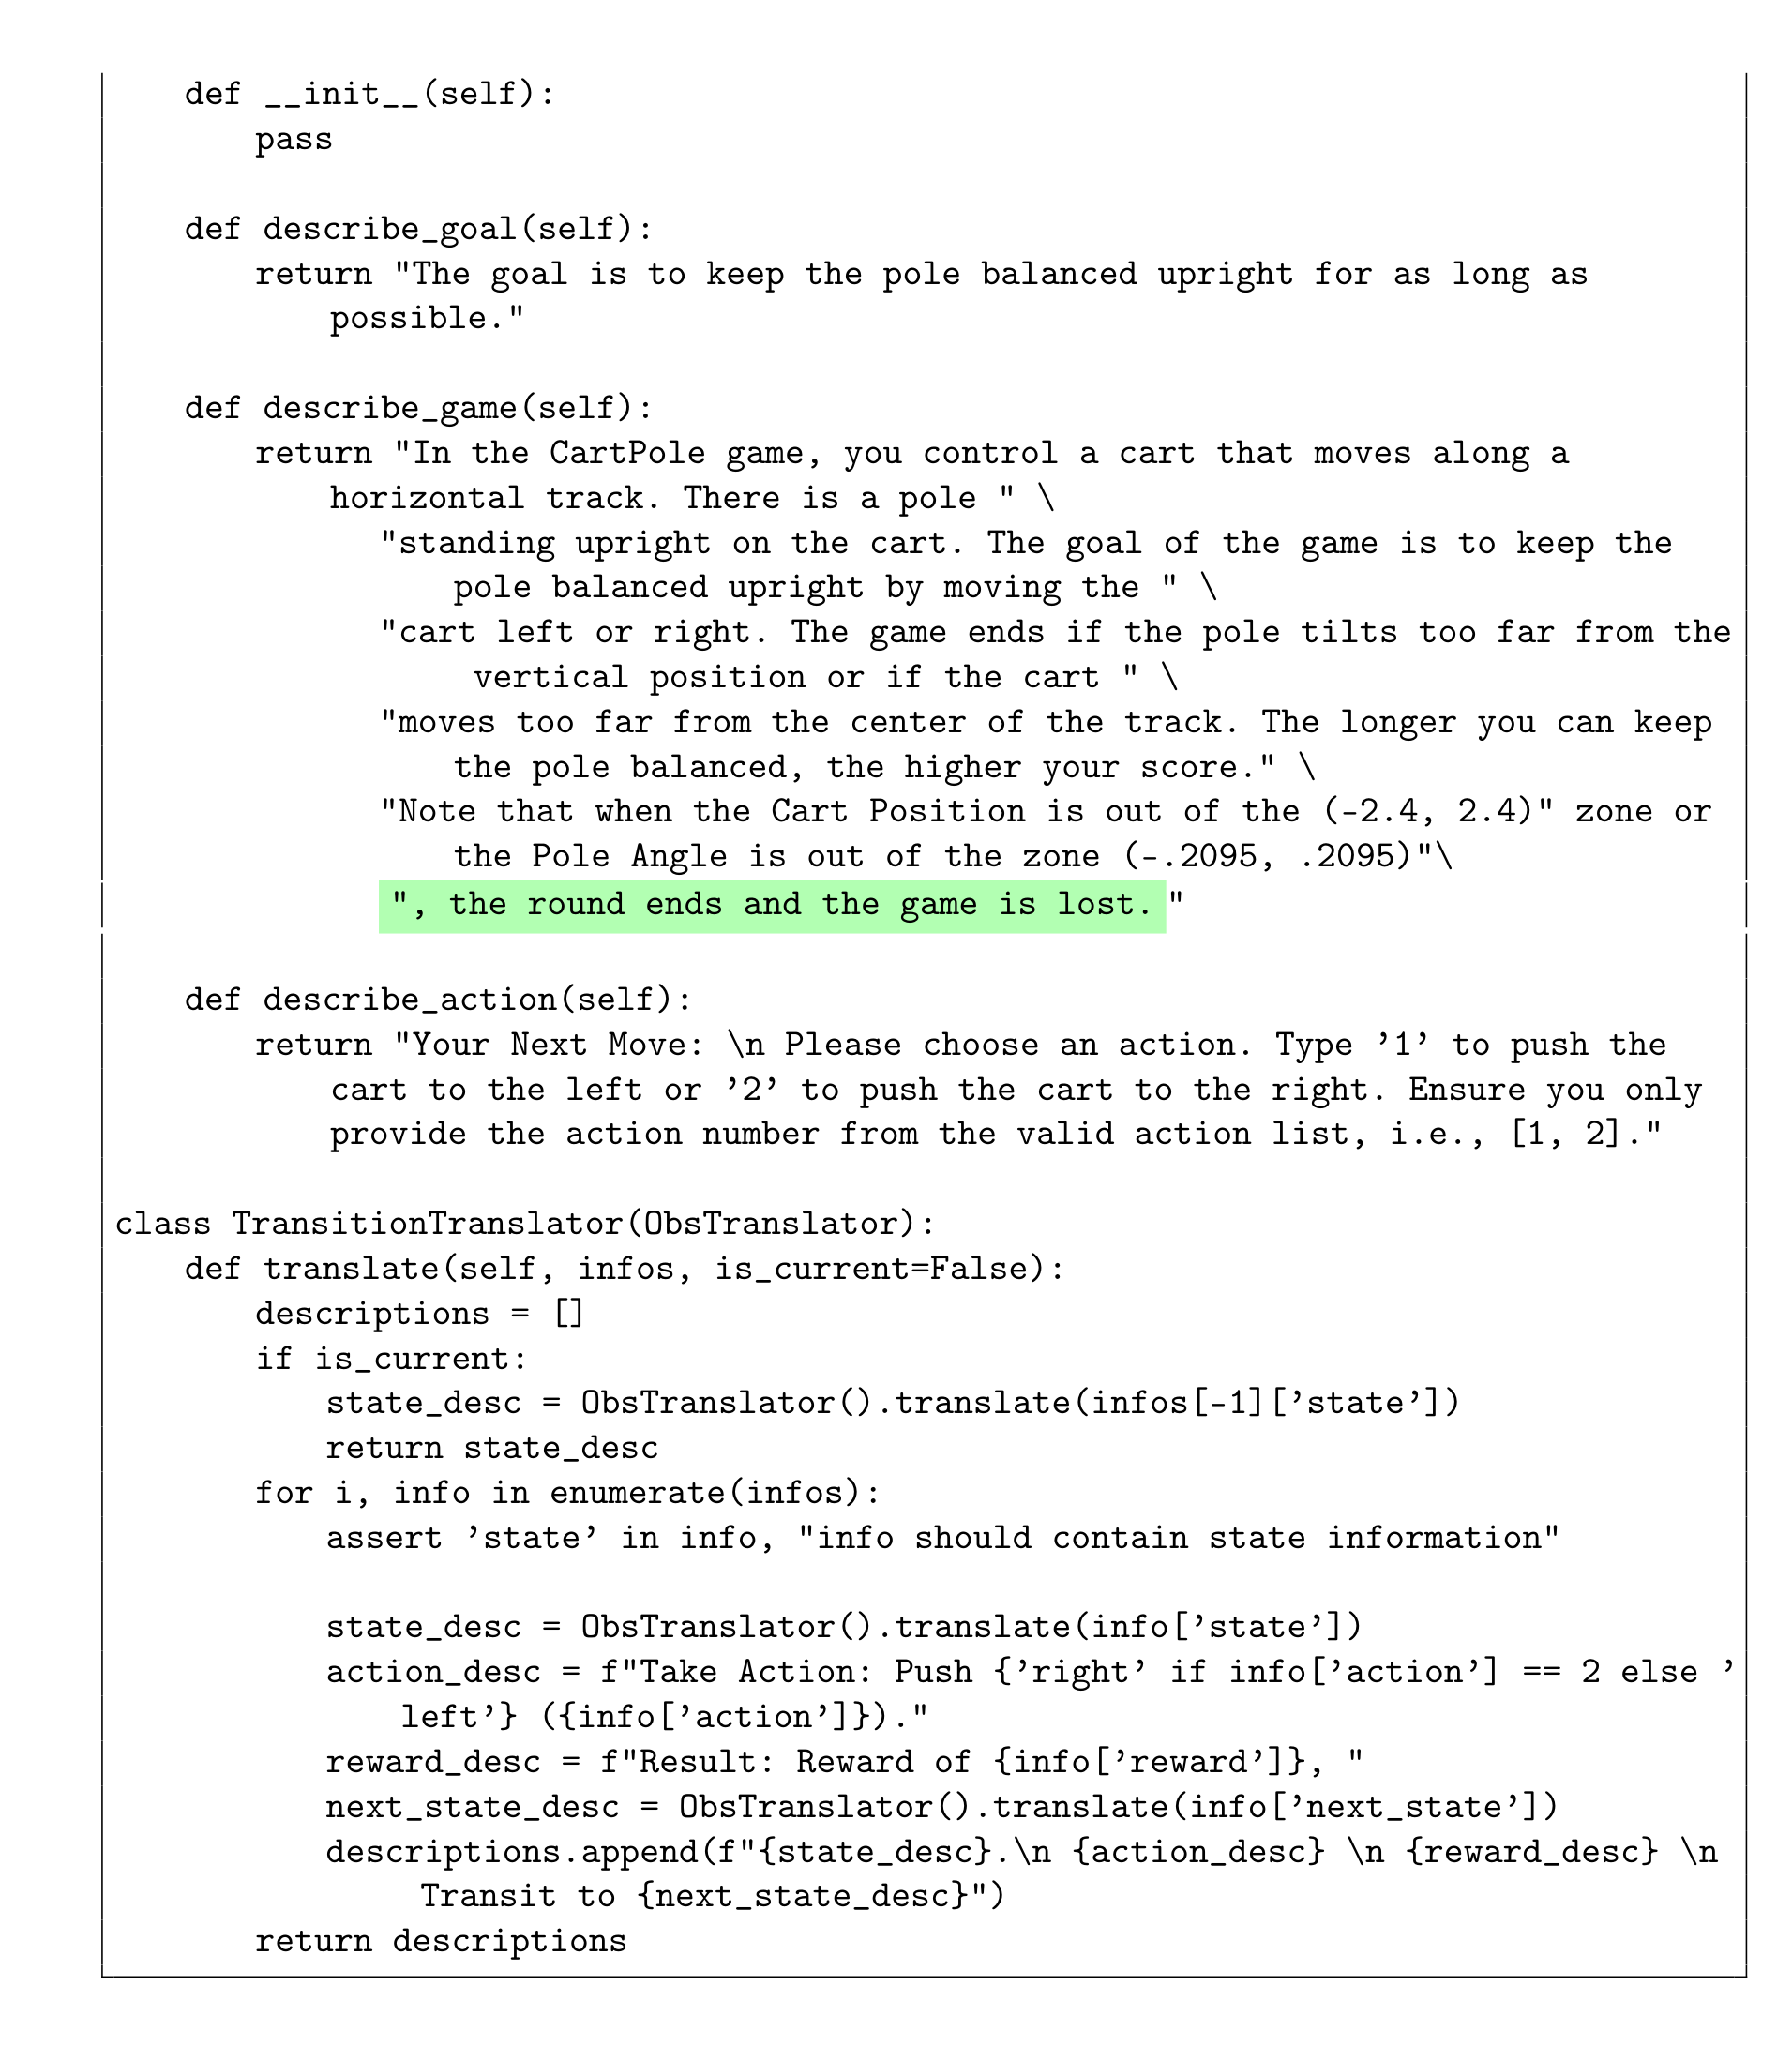 def __init__(self):
pass
def describe_goal(self):
return "The goal is to keep the pole balanced upright for as long as
possible."
def describe_game(self):
return "In the CartPole game, you control a cart that moves along a
horizontal track. There is a pole " \
"standing upright on the cart. The goal of the game is to keep the
pole balanced upright by moving the " \
"cart left or right. The game ends if the pole tilts too far from the
vertical position or if the cart " \
"moves too far from the center of the track. The longer you can keep
the pole balanced, the higher your score." \
"Note that when the Cart Position is out of the (-2.4, 2.4)" zone or
the Pole Angle is out of the zone (-.2095, .2095)"\
", the round ends and the game is lost. "
def describe_action(self):
return "Your Next Move: \n Please choose an action. Type ’1’ to push the
cart to the left or ’2’ to push the cart to the right. Ensure you only
provide the action number from the valid action list, i.e., [1, 2]."
class TransitionTranslator(ObsTranslator):
def translate(self, infos, is_current=False):
descriptions = []
if is_current:
state_desc = ObsTranslator().translate(infos[-1][’state’])
return state_desc
for i, info in enumerate(infos):
assert ’state’ in info, "info should contain state information"
state_desc = ObsTranslator().translate(info[’state’])
action_desc = f"Take Action: Push {’right’ if info[’action’] == 2 else ’
left’} ({info[’action’]})."
reward_desc = f"Result: Reward of {info[’reward’]}, "
next_state_desc = ObsTranslator().translate(info[’next_state’])
descriptions.append(f"{state_desc}.\n {action_desc} \n {reward_desc} \n
Transit to {next_state_desc}")
return descriptions